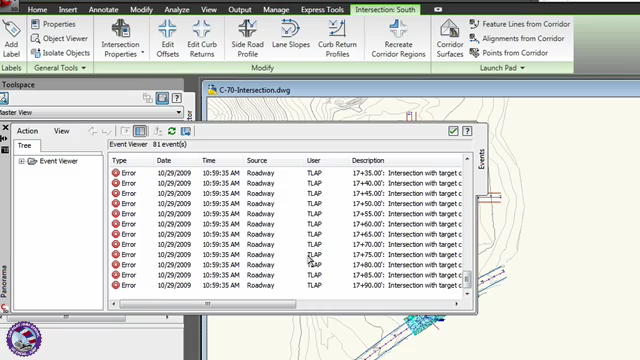 Home Insert Annotate Modify Analyze View Manage Output Express Tools Intersection: South
Add Label
Properties
Object Viewer
Isolate Objects
Intersection Properties
Edit Offsets
Edit Curb Returns
Side Road Profile
Lane Slopes
Curb Return Profiles
Recreate Corridor Regions
Corridor Surfaces
Feature Lines from Corridor
Alignments from Corridor
Points from Corridor
Labels General Tools Modify Launch Pad
Toolspace
C-70-Intersection.dwg
Master View
Action View
Tree
Event Viewer
Event Viewer 81 event(s)
Type Date Time Source User Description
Error 10/29/2009 10:59:35 AM Roadway TLAP 17+35.00': Intersection with target c
Error 10/29/2009 10:59:35 AM Roadway TLAP 17+40.00': Intersection with target c
Error 10/29/2009 10:59:35 AM Roadway TLAP 17+45.00': Intersection with target c
Error 10/29/2009 10:59:35 AM Roadway TLAP 17+50.00': Intersection with target c
Error 10/29/2009 10:59:35 AM Roadway TLAP 17+55.00': Intersection with target c
Error 10/29/2009 10:59:35 AM Roadway TLAP 17+60.00': Intersection with target c
Error 10/29/2009 10:59:35 AM Roadway TLAP 17+65.00': Intersection with target c
Error 10/29/2009 10:59:35 AM Roadway TLAP 17+70.00': Intersection with target c
Error 10/29/2009 10:59:35 AM Roadway TLAP 17+75.00': Intersection with target c
Error 10/29/2009 10:59:35 AM Roadway TLAP 17+80.00': Intersection with target c
Error 10/29/2009 10:59:35 AM Roadway TLAP 17+85.00': Intersection with target c
Error 10/29/2009 10:59:35 AM Roadway TLAP 17+90.00': Intersection with target c
Events
Panorama